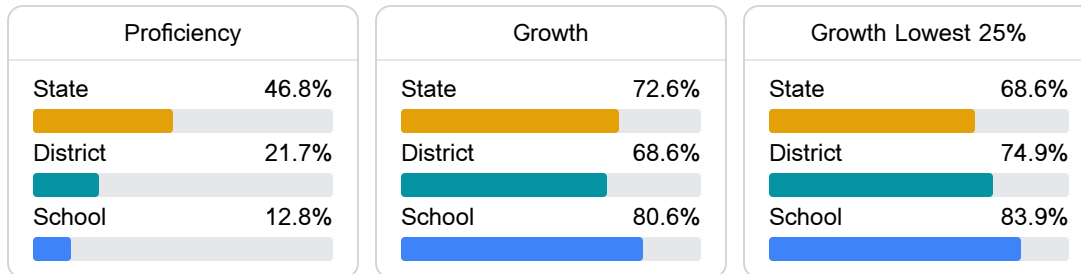 Proficiency
State 46.8%
District 21.7%
School 12.8%
Growth
State 72.6%
District 68.6%
School 80.6%
Growth Lowest 25%
State 68.6%
District 74.9%
School 83.9%